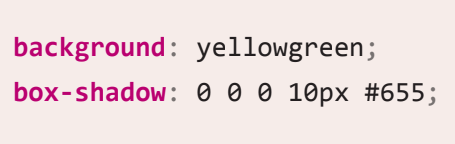 background: yellowgreen;
box-shadow: 0 0 0 10px #655;